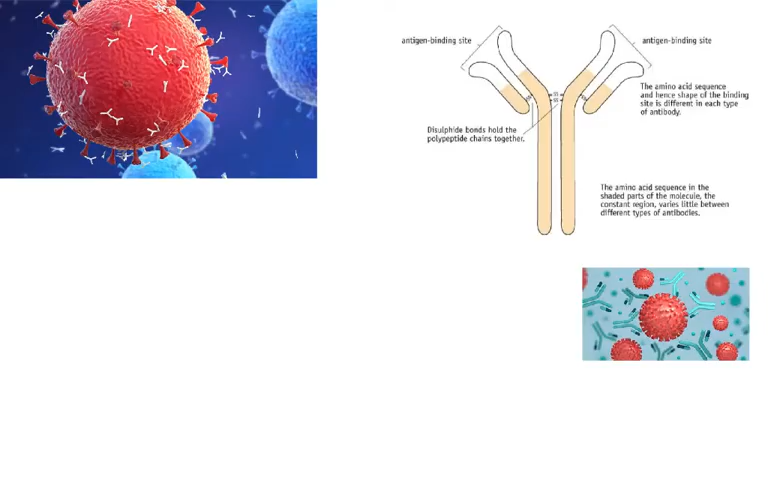 antigen-binding site
antigen-binding site
The amino acid sequence
and hence shape of the binding
site is different in each type
of antibody.
Disulphide bonds hold the
polypeptide chains together.
The amino acid sequence in the
shaded parts of the molecule, the
constant region, varies little between
different types of antibodies.